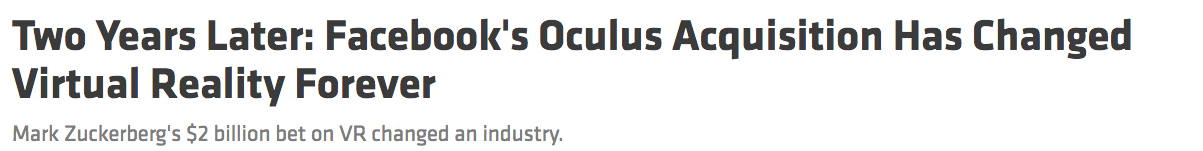 Two Years Later: Facebook's Oculus Acquisition Has Changed
Virtual Reality Forever
Mark Zuckerberg's $2 billion bet on VR changed an industry.